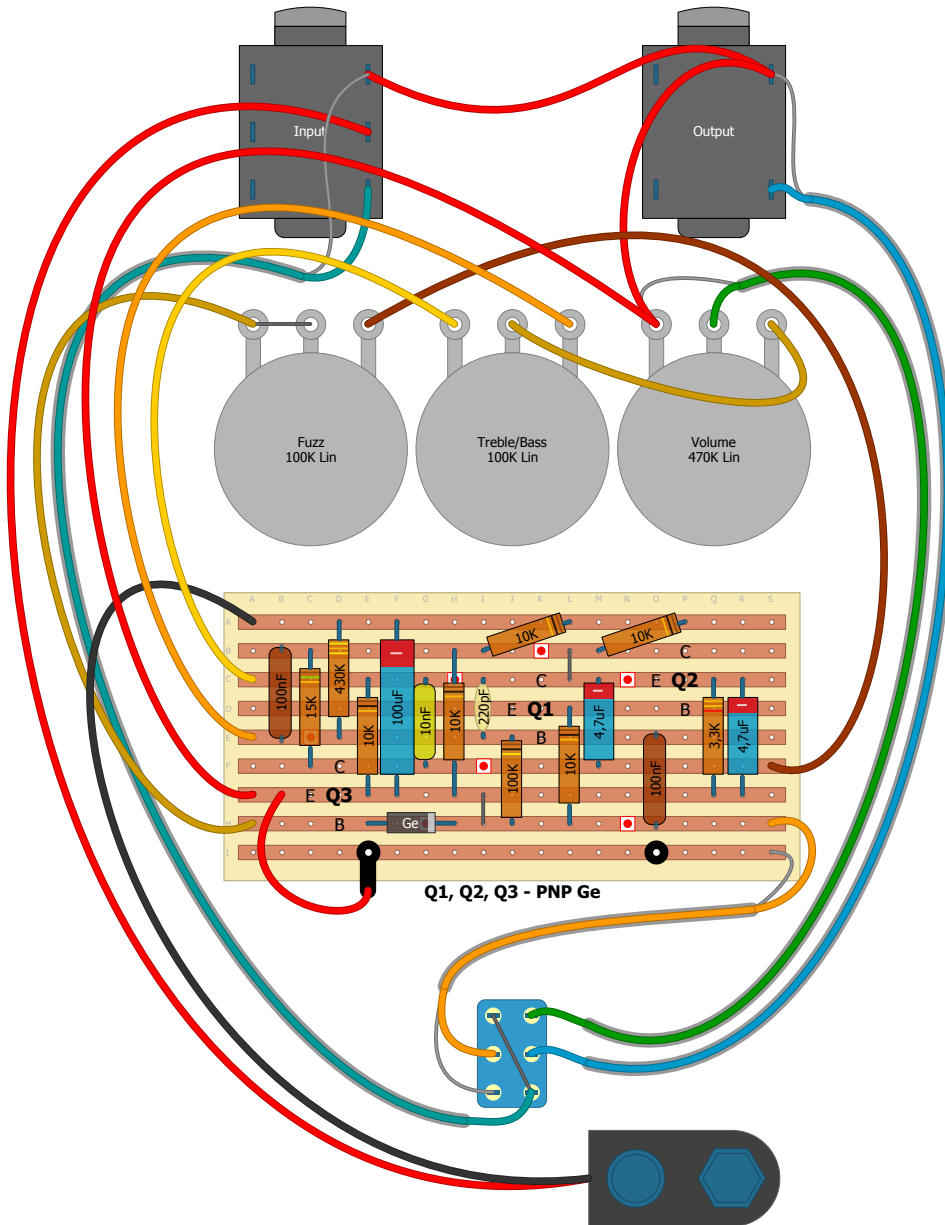 Input
Output
Fuzz
100K Lin
Treble/Bass
100K Lin
Volume
470K Lin
A B C D E F G H I J K L M N O P Q R S
A
B
C
D
E
F
G
H
I
100nF
15K
430K
10K
100uF
10nF
10K
220pF
10K
10K
100K
10K
4,7uF
100nF
3,3K
4,7uF
Ge
C
C
E Q2
E Q1
B
B
C
E Q3
B
Q1, Q2, Q3 - PNP Ge